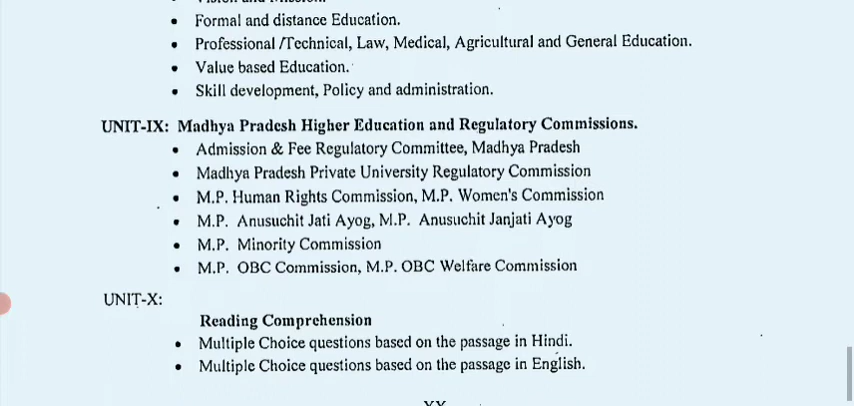 • Formal and distance Education.
• Professional /Technical, Law, Medical, Agricultural and General Education.
• Value based Education.
• Skill development, Policy and administration.
UNIT-IX: Madhya Pradesh Higher Education and Regulatory Commissions.
• Admission & Fee Regulatory Committee, Madhya Pradesh
• Madhya Pradesh Private University Regulatory Commission
• M.P. Human Rights Commission, M.P. Women's Commission
• M.P. Anusuchit Jati Ayog, M.P. Anusuchit Janjati Ayog
• M.P. Minority Commission
• M.P. OBC Commission, M.P. OBC Welfare Commission
UNIT-X:
Reading Comprehension
• Multiple Choice questions based on the passage in Hindi.
• Multiple Choice questions based on the passage in English.